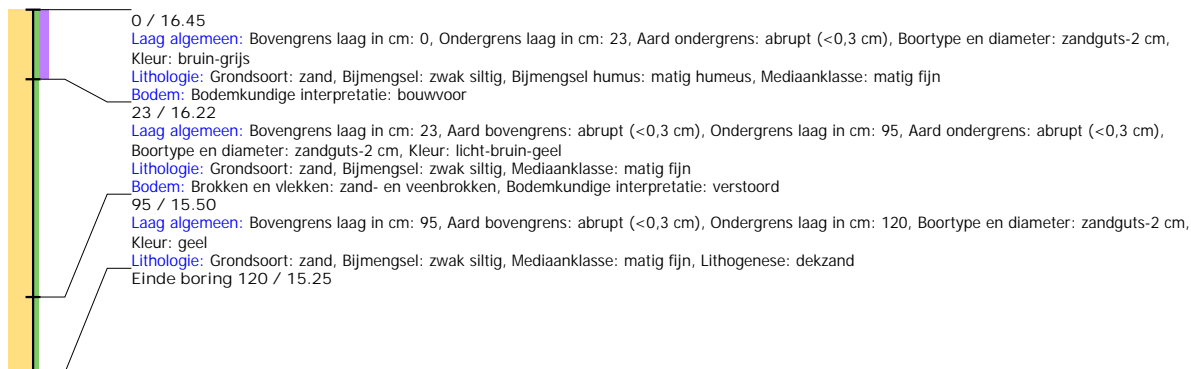 0 / 16.45
Laag algemeen: Bovengrens laag in cm: 0, Ondergrens laag in cm: 23, Aard ondergrens: abrupt (<0,3 cm), Boortype en diameter: zandguts-2 cm,
Kleur: bruin-grijs
Lithologie: Grondsoort: zand, Bijmengsel: zwak siltig, Bijmengsel humus: matig humeus, Mediaanklasse: matig fijn
Bodem: Bodemkundige interpretatie: bouwvoor
23 / 16.22
Laag algemeen: Bovengrens laag in cm: 23, Aard bovengrens: abrupt (<0,3 cm), Ondergrens laag in cm: 95, Aard ondergrens: abrupt (<0,3 cm),
Boortype en diameter: zandguts-2 cm, Kleur: licht-bruin-geel
Lithologie: Grondsoort: zand, Bijmengsel: zwak siltig, Mediaanklasse: matig fijn
Bodem: Brokken en vlekken: zand- en veenbrokken, Bodemkundige interpretatie: verstoord
95 / 15.50
Laag algemeen: Bovengrens laag in cm: 95, Aard bovengrens: abrupt (<0,3 cm), Ondergrens laag in cm: 120, Boortype en diameter: zandguts-2 cm,
Kleur: geel
Lithologie: Grondsoort: zand, Bijmengsel: zwak siltig, Mediaanklasse: matig fijn, Lithogenese: dekzand
Einde boring 120 / 15.25